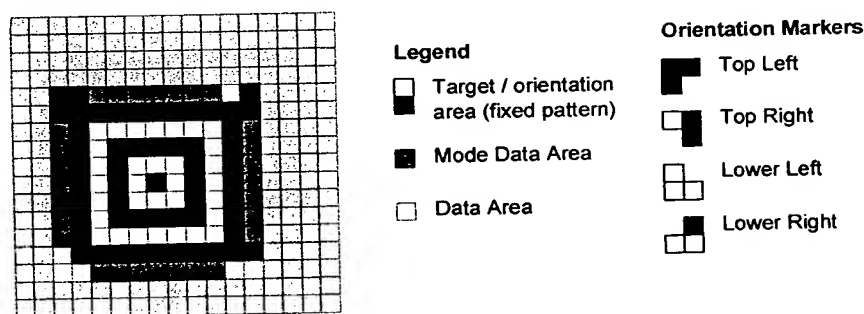 Legend
Target / orientation
area (fixed pattern)
Mode Data Area
Data Area
Orientation Markers
Top Left
Top Right
Lower Left
Lower Right